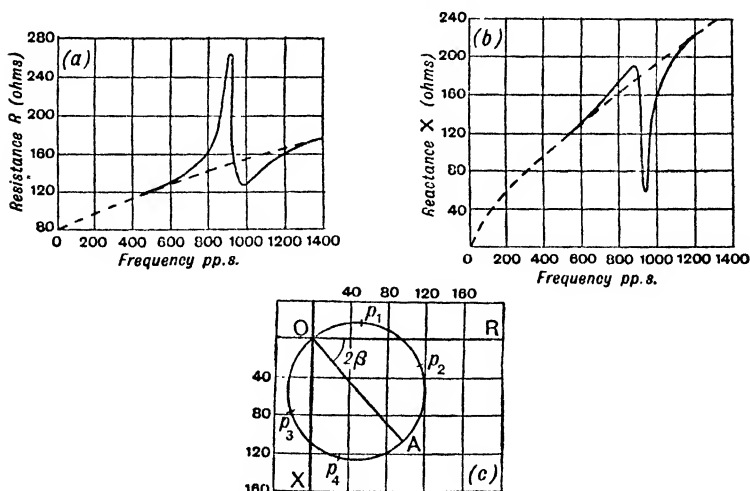 (a)
Resistance R (ohms)
280
240
200
160
120
80
0 200 400 600 800 1000 1200 1400
Frequency pp.s.
(b)
Reactance X (ohms)
240
200
160
120
80
40
0 200 400 600 800 1000 1200 1400
Frequency pp.s.
40 80 120 160
O p1 R
2β p2
40
80
p3 A
120
X p4 (c)
160